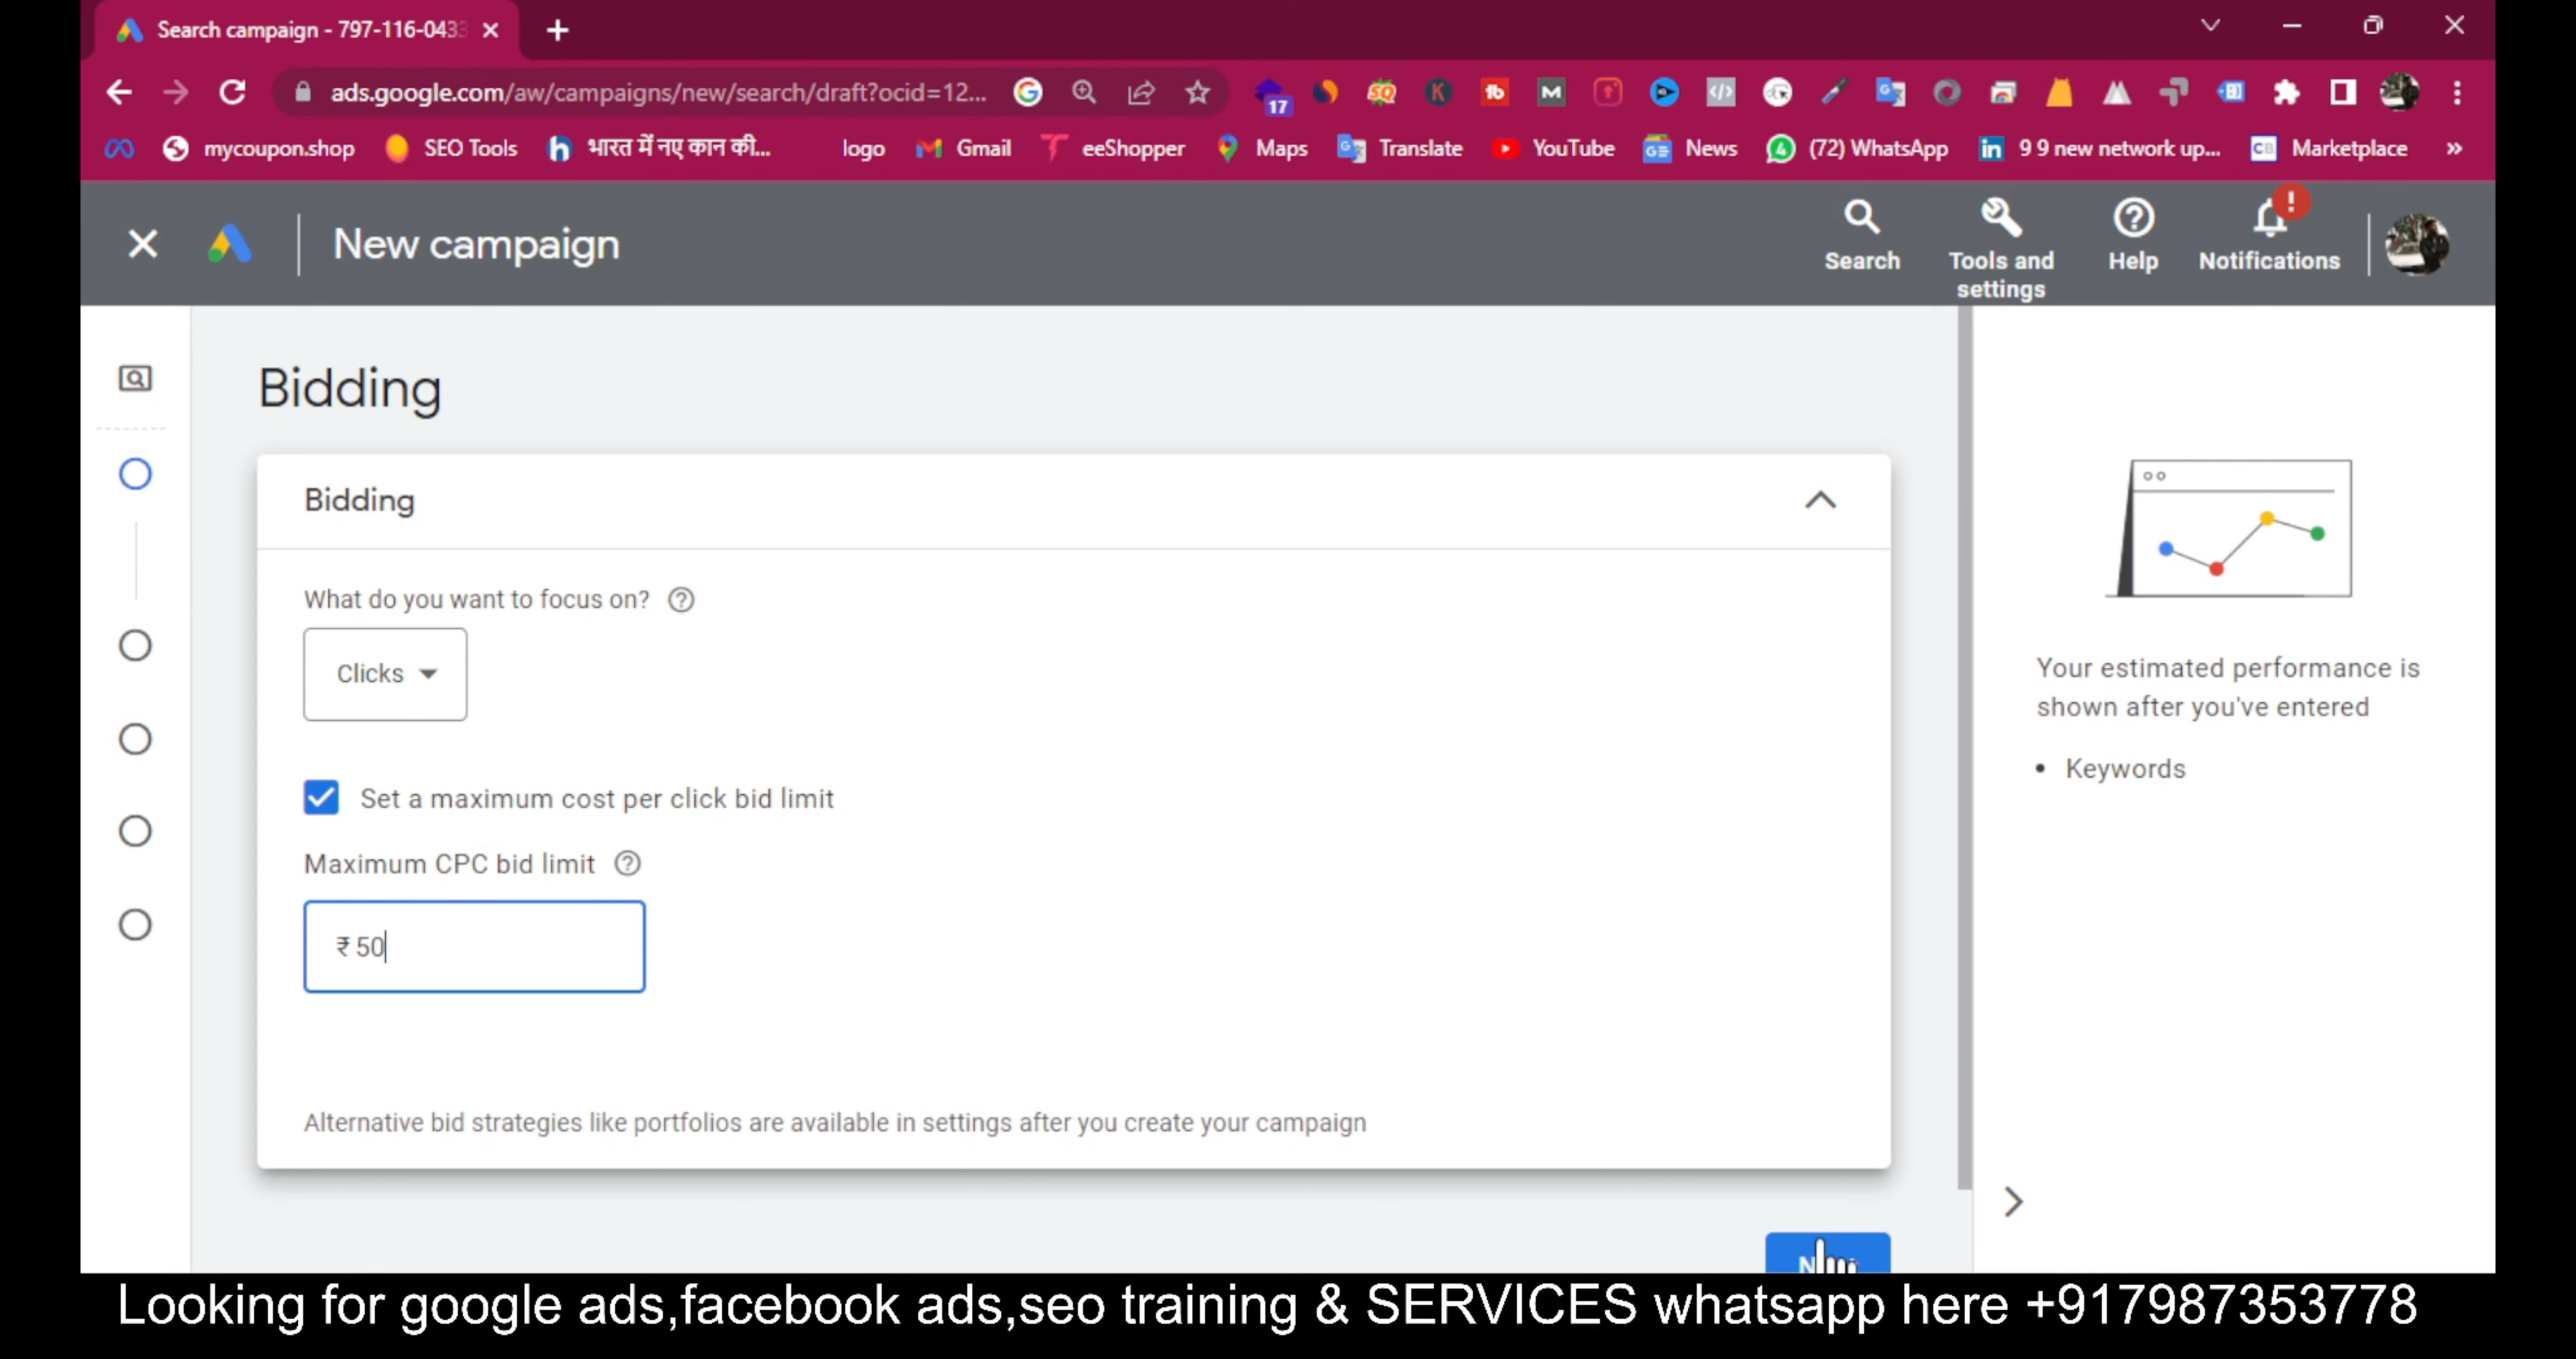 Search campaign - 797-116-0433
ads.google.com/aw/campaigns/new/search/draft?ocid=12...
17
mycoupon.shop SEO Tools भारत में नए कान की... logo Gmail eeShopper Maps Translate YouTube News (72) WhatsApp 9 9 new network up... Marketplace »
New campaign
Search
Tools and settings
Help
Notifications
Bidding
Bidding
What do you want to focus on?
Clicks
Set a maximum cost per click bid limit
Maximum CPC bid limit
₹ 50
Alternative bid strategies like portfolios are available in settings after you create your campaign
Your estimated performance is
shown after you've entered
• Keywords
Looking for google ads,facebook ads,seo training & SERVICES whatsapp here +917987353778